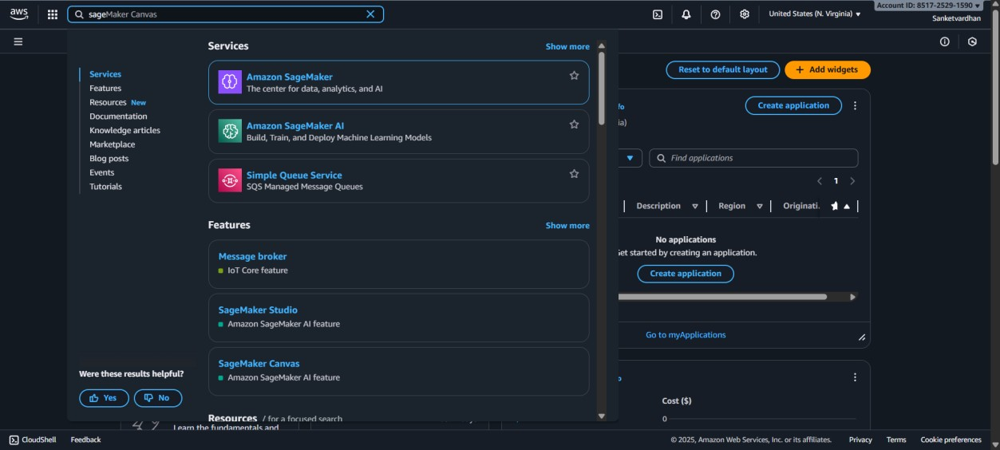 aws
sageMaker Canvas
United States (N. Virginia)
Account ID: 8517-2529-1590
Sanketvardhan
Services
Features
Resources New
Documentation
Knowledge articles
Marketplace
Blog posts
Events
Tutorials
Were these results helpful?
Yes
No
Services
Show more
Amazon SageMaker
The center for data, analytics, and AI
Amazon SageMaker AI
Build, Train, and Deploy Machine Learning Models
Simple Queue Service
SQS Managed Message Queues
Features
Show more
Message broker
IoT Core feature
SageMaker Studio
Amazon SageMaker AI feature
SageMaker Canvas
Amazon SageMaker AI feature
Resources / for a focused search
Learn the fundamentals and
Reset to default layout
+ Add widgets
fo
Create application
ia)
Find applications
1
Description
Region
Originati.
No applications
et started by creating an application.
Create application
Go to myApplications
o
Cost ($)
0
CloudShell
Feedback
© 2025, Amazon Web Services, Inc. or its affiliates.
Privacy
Terms
Cookie preferences